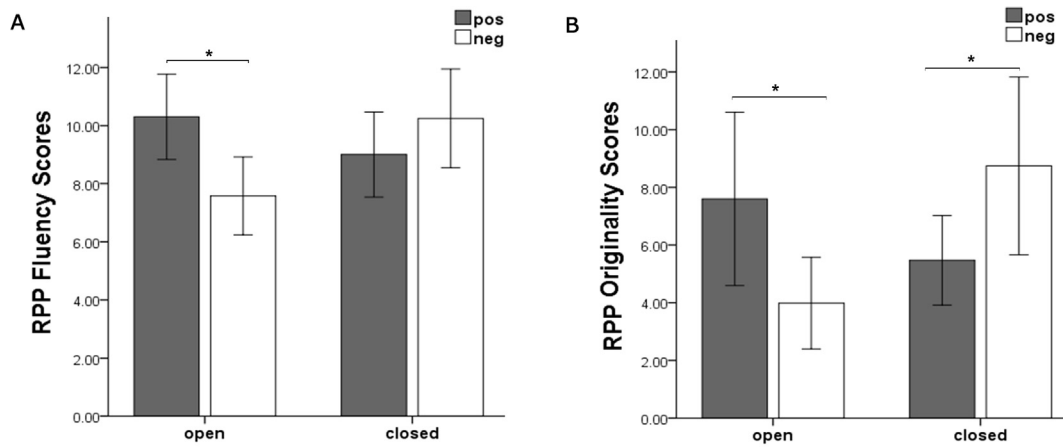 A
pos
neg
*
RPP Fluency Scores
12.00
10.00
8.00
6.00
4.00
2.00
0.00
open
closed
B
pos
neg
*
*
RPP Originality Scores
12.00
10.00
8.00
6.00
4.00
2.00
0.00
open
closed